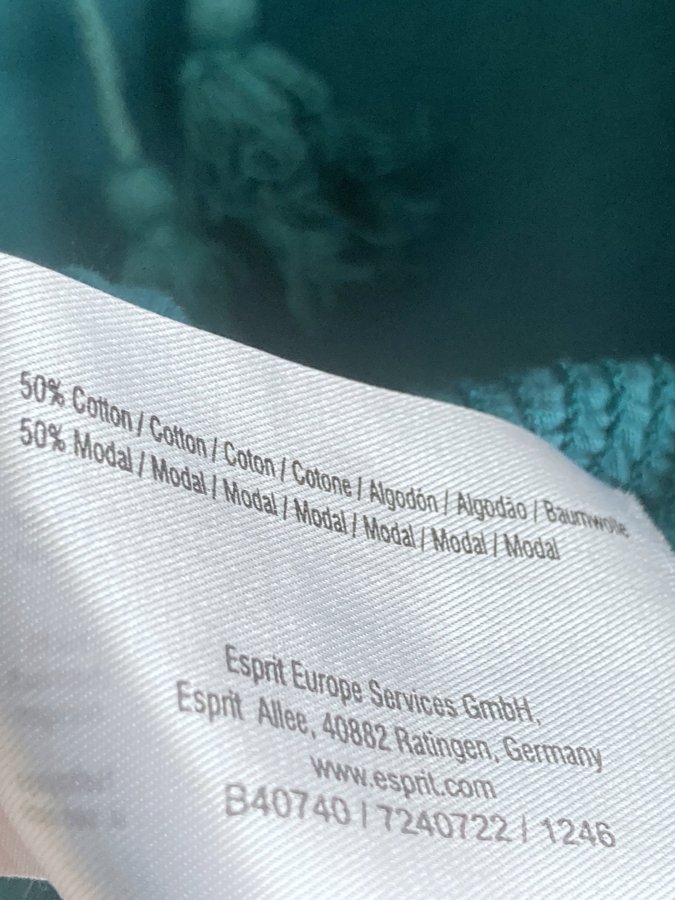 50% Cotton / Cotton / Coton / Cotone / Algodón / Algodão / Baumwolle
50% Modal / Modal / Modal / Modal / Modal / Modal / Modal
Esprit Europe Services GmbH,
Esprit Allee, 40882 Ratingen, Germany
www.esprit.com
B40740 | 7240722 | 1246